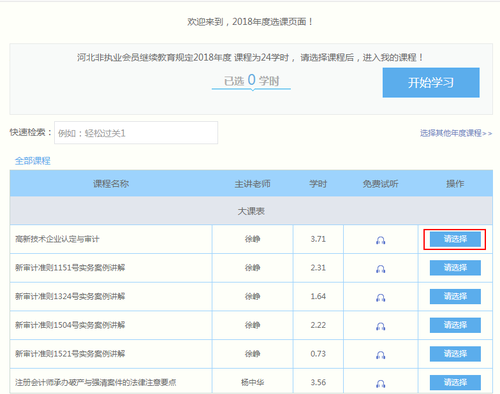 欢迎来到，2018年度选课页面！
河北非执业会员继续教育规定2018年度 课程为24学时， 请选择课程后，进入我的课程！
已选 0 学时
开始学习
快速检索： 例如：轻松过关1 选择其他年度课程>>
全部课程
课程名称 主讲老师 学时 免费试听 操作
大课表
高新技术企业认定与审计 徐峥 3.71 请选择
新审计准则1151号实务案例讲解 徐峥 2.31 请选择
新审计准则1324号实务案例讲解 徐峥 1.64 请选择
新审计准则1504号实务案例讲解 徐峥 2.22 请选择
新审计准则1521号实务案例讲解 徐峥 0.73 请选择
注册会计师承办破产与强清案件的法律注意要点 杨中华 3.56 请选择